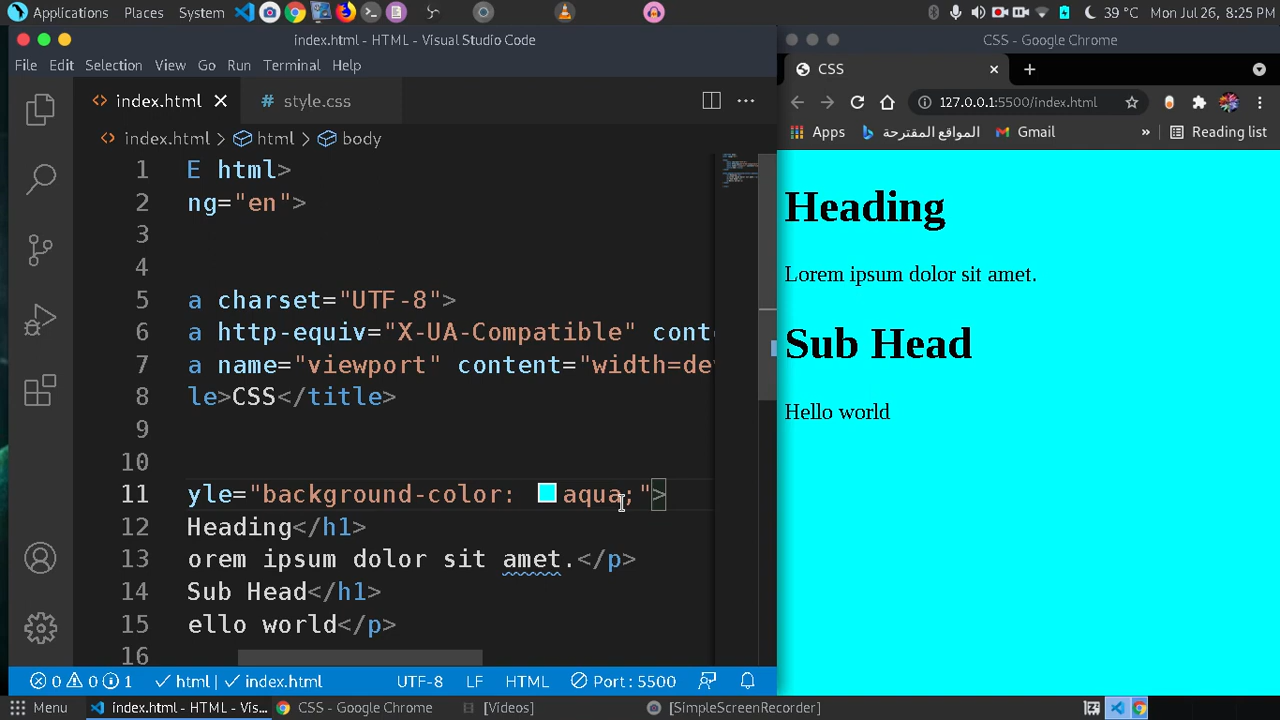 Applications Places System 39 °C Mon Jul 26, 8:25 PM
index.html - HTML - Visual Studio Code
CSS - Google Chrome
File Edit Selection View Go Run Terminal Help
CSS
index.html
# style.css
127.0.0.1:5500/index.html
index.html > html > body
Apps المواقع المقترحة Gmail » Reading list
1 E html>
2 ng="en">
3
4
5 a charset="UTF-8">
6 a http-equiv="X-UA-Compatible" conte
7 a name="viewport" content="width=de
8 le>CSS</title>
9
10
11 yle="background-color: aqua;">
12 Heading</h1>
13 orem ipsum dolor sit amet.</p>
14 Sub Head</h1>
15 ello world</p>
16
Heading
Lorem ipsum dolor sit amet.
Sub Head
Hello world
0 0 1 html | index.html UTF-8 LF HTML Port : 5500
Menu index.html - HTML - Vis... CSS - Google Chrome [Videos] [SimpleScreenRecorder]